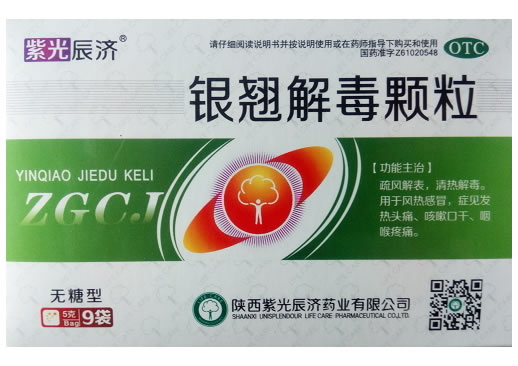 紫光辰济®
请仔细阅读说明书并按说明使用或在药师指导下购买和使用
国药准字Z61020548
OTC
银翘解毒颗粒
YINQIAO JIEDU KELI
ZGCJ
【功能主治】
疏风解表，清热解毒。
用于风热感冒，症见发
热头痛、咳嗽口干、咽
喉疼痛。
无糖型
5克
Bag
9袋
陕西紫光辰济药业有限公司
SHAANXI UNISPLENDOUR LIFE CARE PHARMACEUTICAL CO.,LTD.